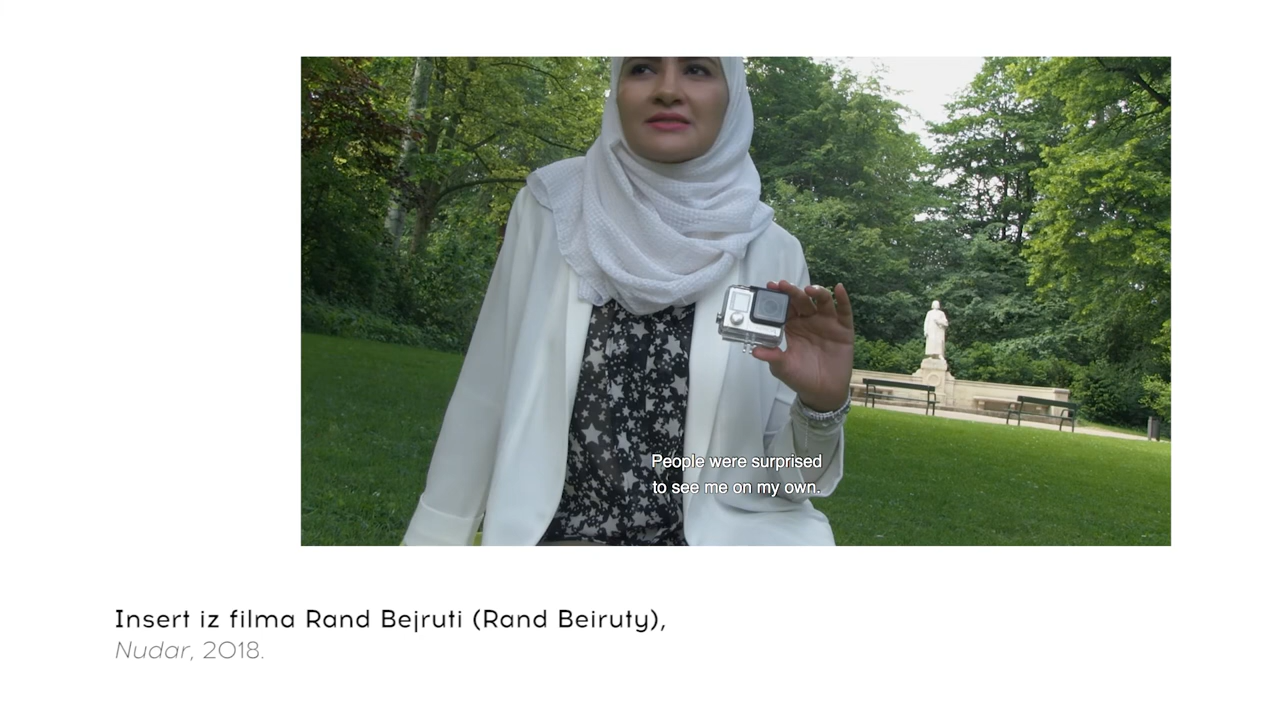 People were surprised
to see me on my own.
Insert iz filma Rand Bejruti (Rand Beiruty),
Nudar, 2018.